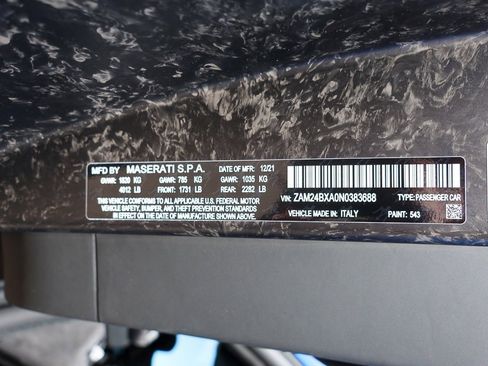 MFD BY MASERATI S.P.A. DATE OF MFR: 12/21
GVWR: 1820 KG GAWR: 785 KG GAWR: 1035 KG
4012 LB FRONT: 1731 LB REAR: 2282 LB
THIS VEHICLE CONFORMS TO ALL APPLICABLE U.S. FEDERAL MOTOR
VEHICLE SAFETY, BUMPER, AND THEFT PREVENTION STANDARDS
IN EFFECT ON THE DATE OF MANUFACTURE SHOWN ABOVE.
VIN: ZAM24BXA0N0383688 TYPE: PASSENGER CAR
MADE IN: ITALY PAINT: 543